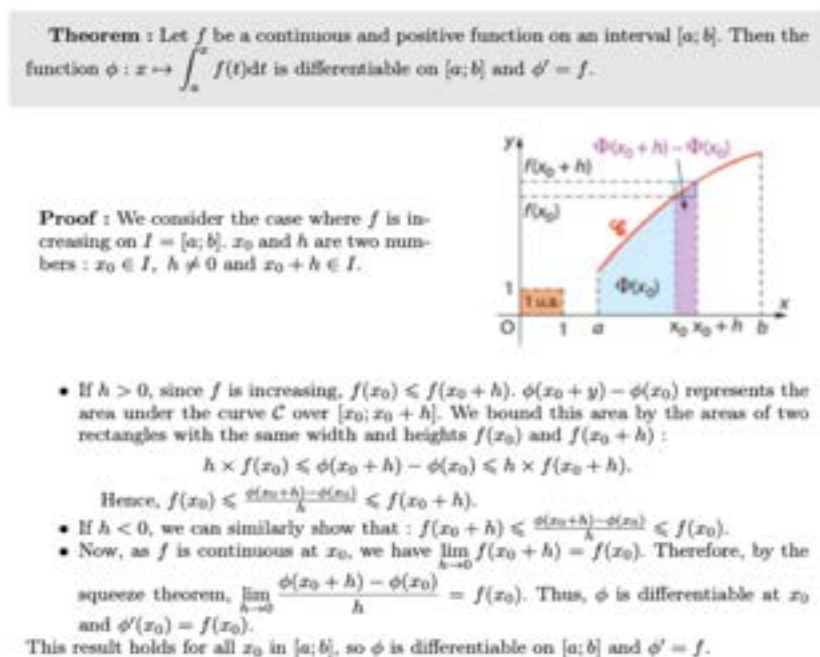 Theorem : Let f be a continuous and positive function on an interval [a; b]. Then the
function ϕ : x ↦ ∫ₐˣ f(t)dt is differentiable on [a; b] and ϕ′ = f.
y
Φ(x₀ + h) − Φ(x₀)
f(x₀ + h)
f(x₀)
Proof : We consider the case where f is in-
creasing on I = [a; b]. x₀ and h are two num-
bers : x₀ ∈ I, h ≠ 0 and x₀ + h ∈ I.
𝒞
Φ(x₀)
1
1 u.a.
x
O 1 a x₀ x₀ + h b
• If h > 0, since f is increasing, f(x₀) ⩽ f(x₀ + h). ϕ(x₀ + y) − ϕ(x₀) represents the
area under the curve 𝒞 over [x₀; x₀ + h]. We bound this area by the areas of two
rectangles with the same width and heights f(x₀) and f(x₀ + h) :
h × f(x₀) ⩽ ϕ(x₀ + h) − ϕ(x₀) ⩽ h × f(x₀ + h).
Hence, f(x₀) ⩽ (ϕ(x₀+h)−ϕ(x₀))/h ⩽ f(x₀ + h).
• If h < 0, we can similarly show that : f(x₀ + h) ⩽ (ϕ(x₀+h)−ϕ(x₀))/h ⩽ f(x₀).
• Now, as f is continuous at x₀, we have lim h→0 f(x₀ + h) = f(x₀). Therefore, by the
squeeze theorem, lim h→0 (ϕ(x₀ + h) − ϕ(x₀))/h = f(x₀). Thus, ϕ is differentiable at x₀
and ϕ′(x₀) = f(x₀).
This result holds for all x₀ in [a; b], so ϕ is differentiable on [a; b] and ϕ′ = f.